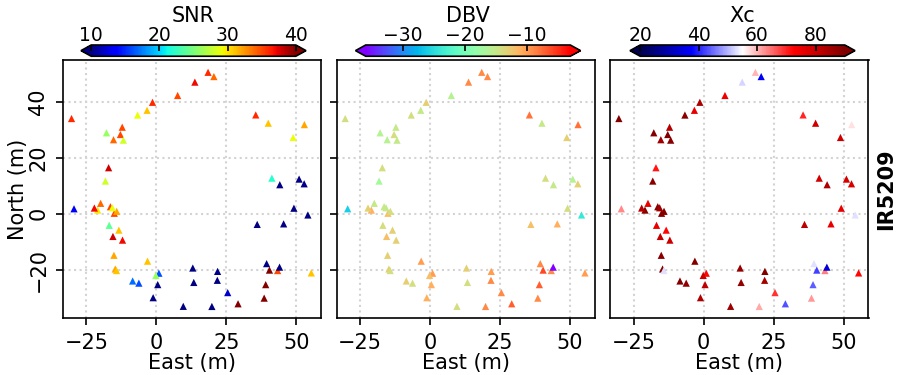 SNR DBV Xc
10 20 30 40 −30 −20 −10 20 40 60 80
North (m)
40
20
0
−20
IR5209
−25 0 25 50 −25 0 25 50 −25 0 25 50
East (m) East (m) East (m)